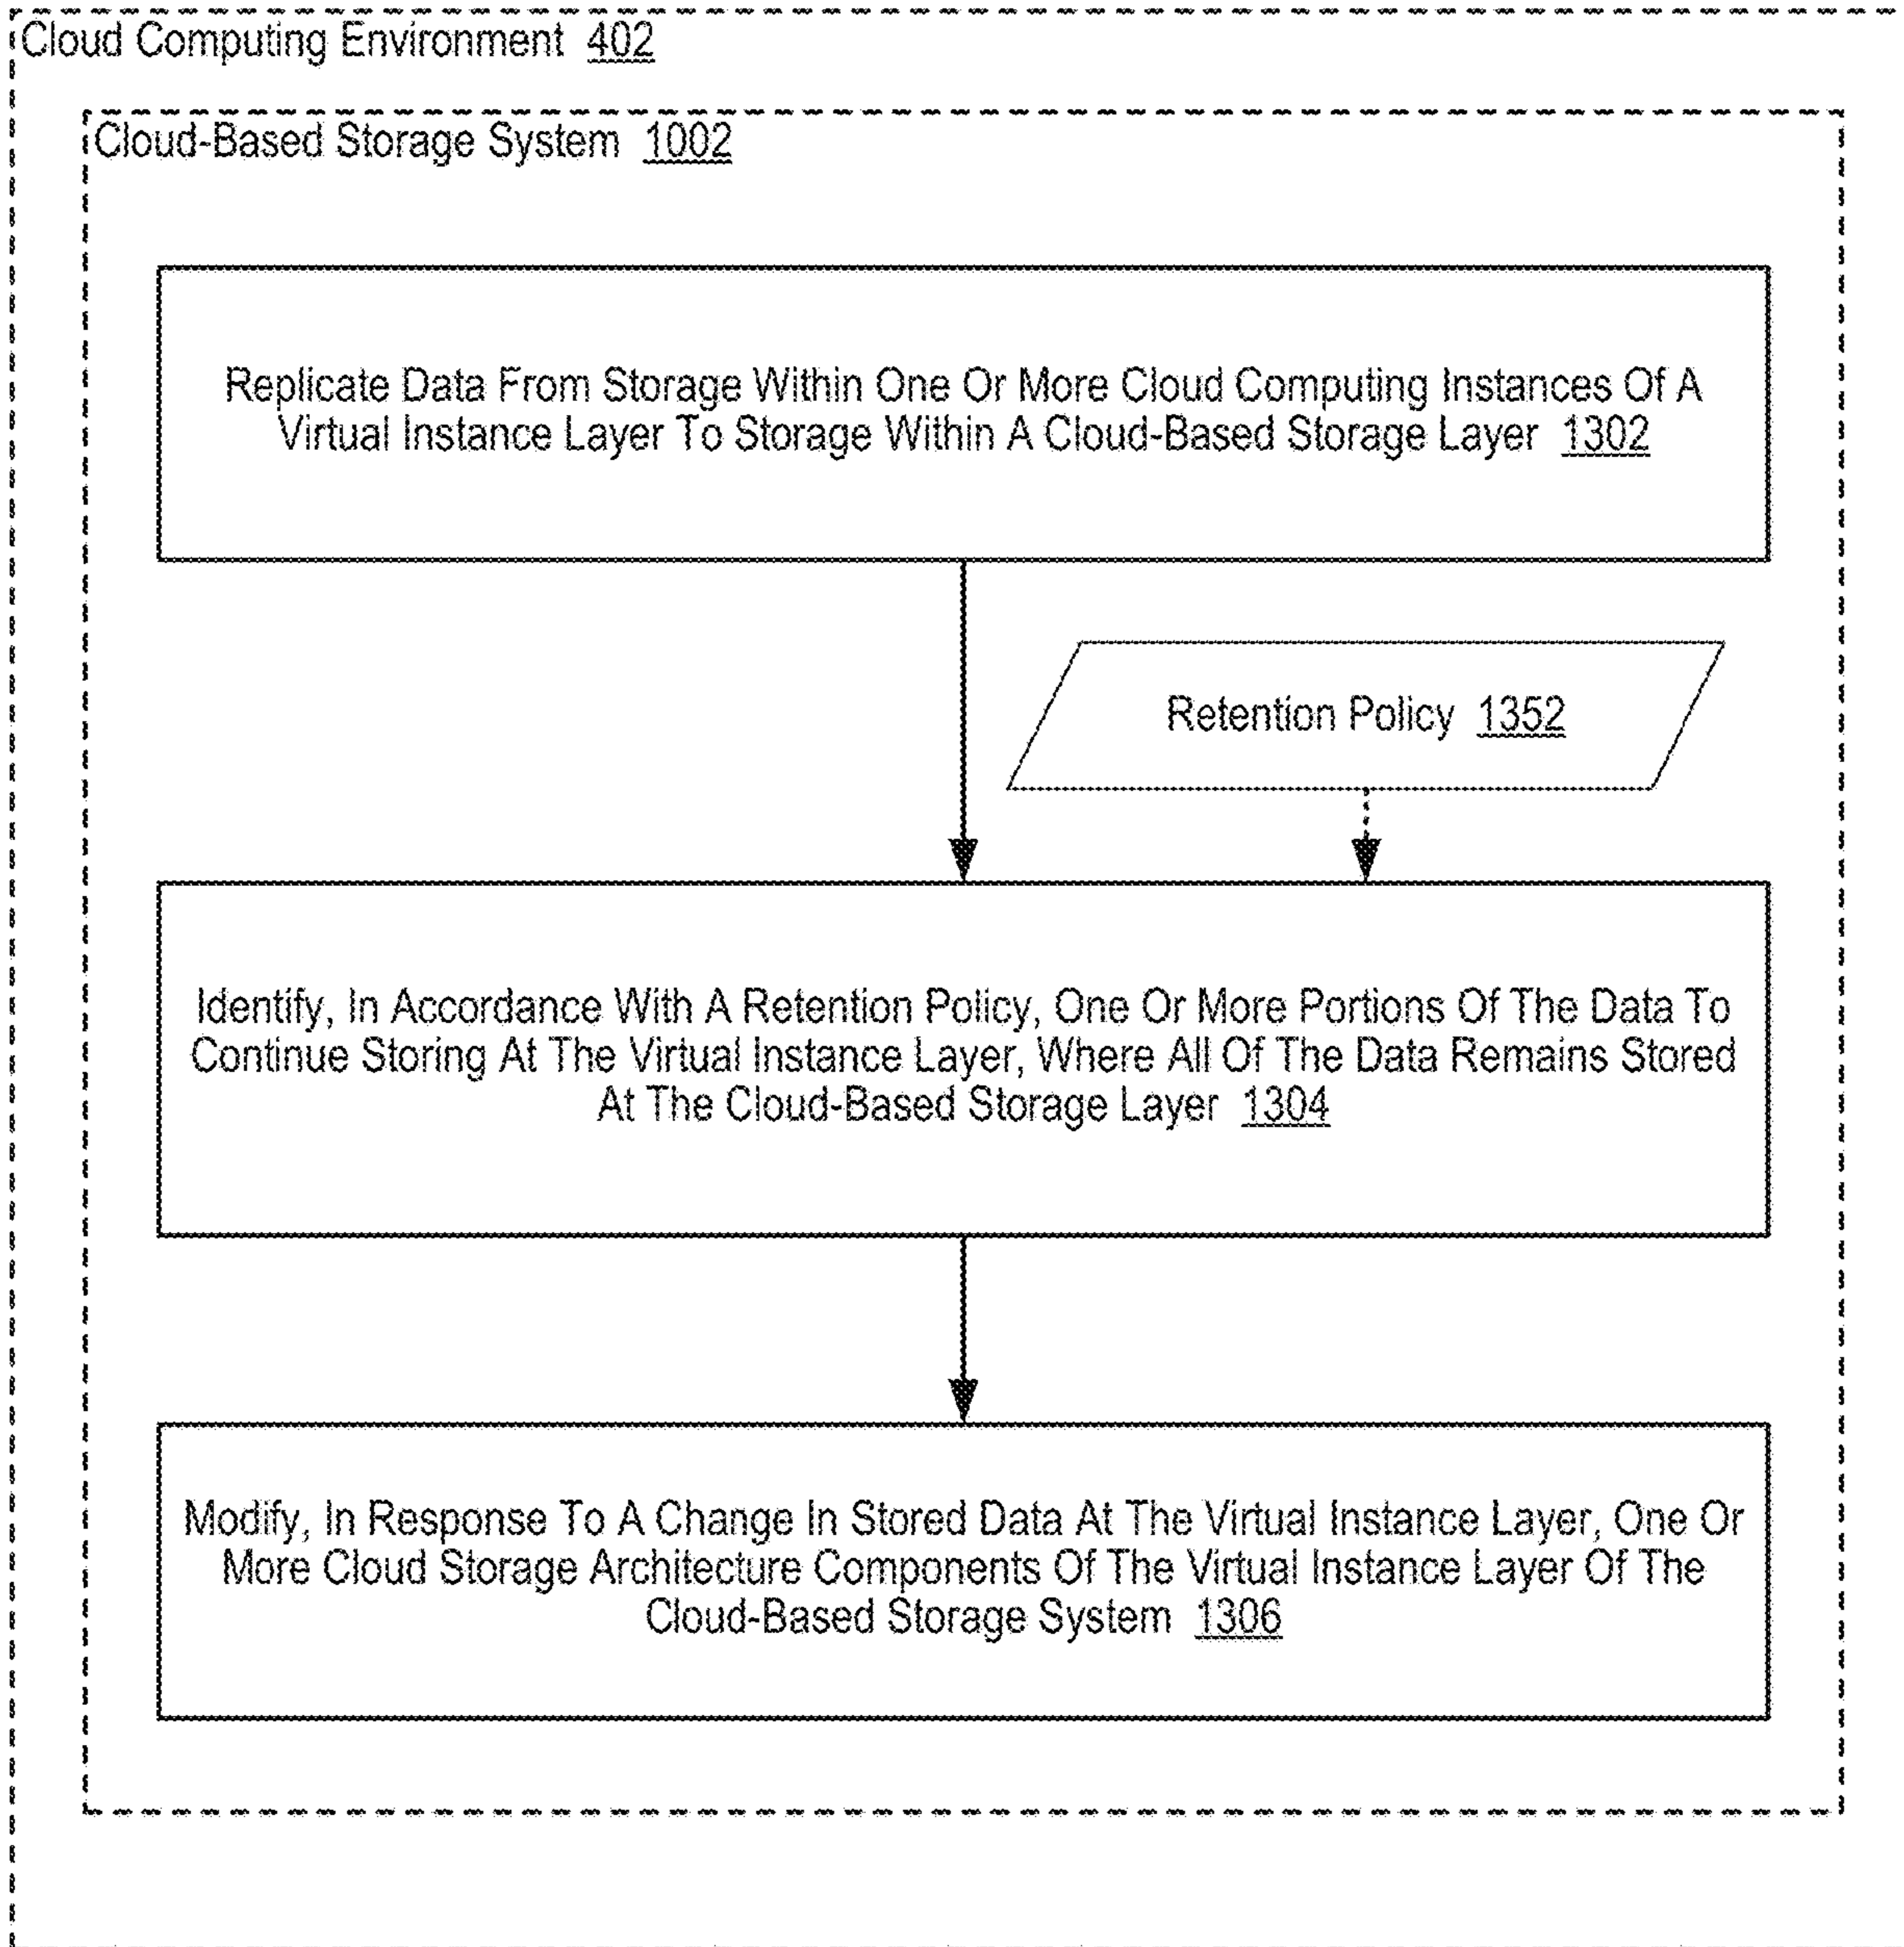 Cloud Computing Environment 402
Cloud-Based Storage System 1002
Replicate Data From Storage Within One Or More Cloud Computing Instances Of A
Virtual Instance Layer To Storage Within A Cloud-Based Storage Layer 1302
Retention Policy 1352
Identify, In Accordance With A Retention Policy, One Or More Portions Of The Data To
Continue Storing At The Virtual Instance Layer, Where All Of The Data Remains Stored
At The Cloud-Based Storage Layer 1304
Modify, In Response To A Change In Stored Data At The Virtual Instance Layer, One Or
More Cloud Storage Architecture Components Of The Virtual Instance Layer Of The
Cloud-Based Storage System 1306